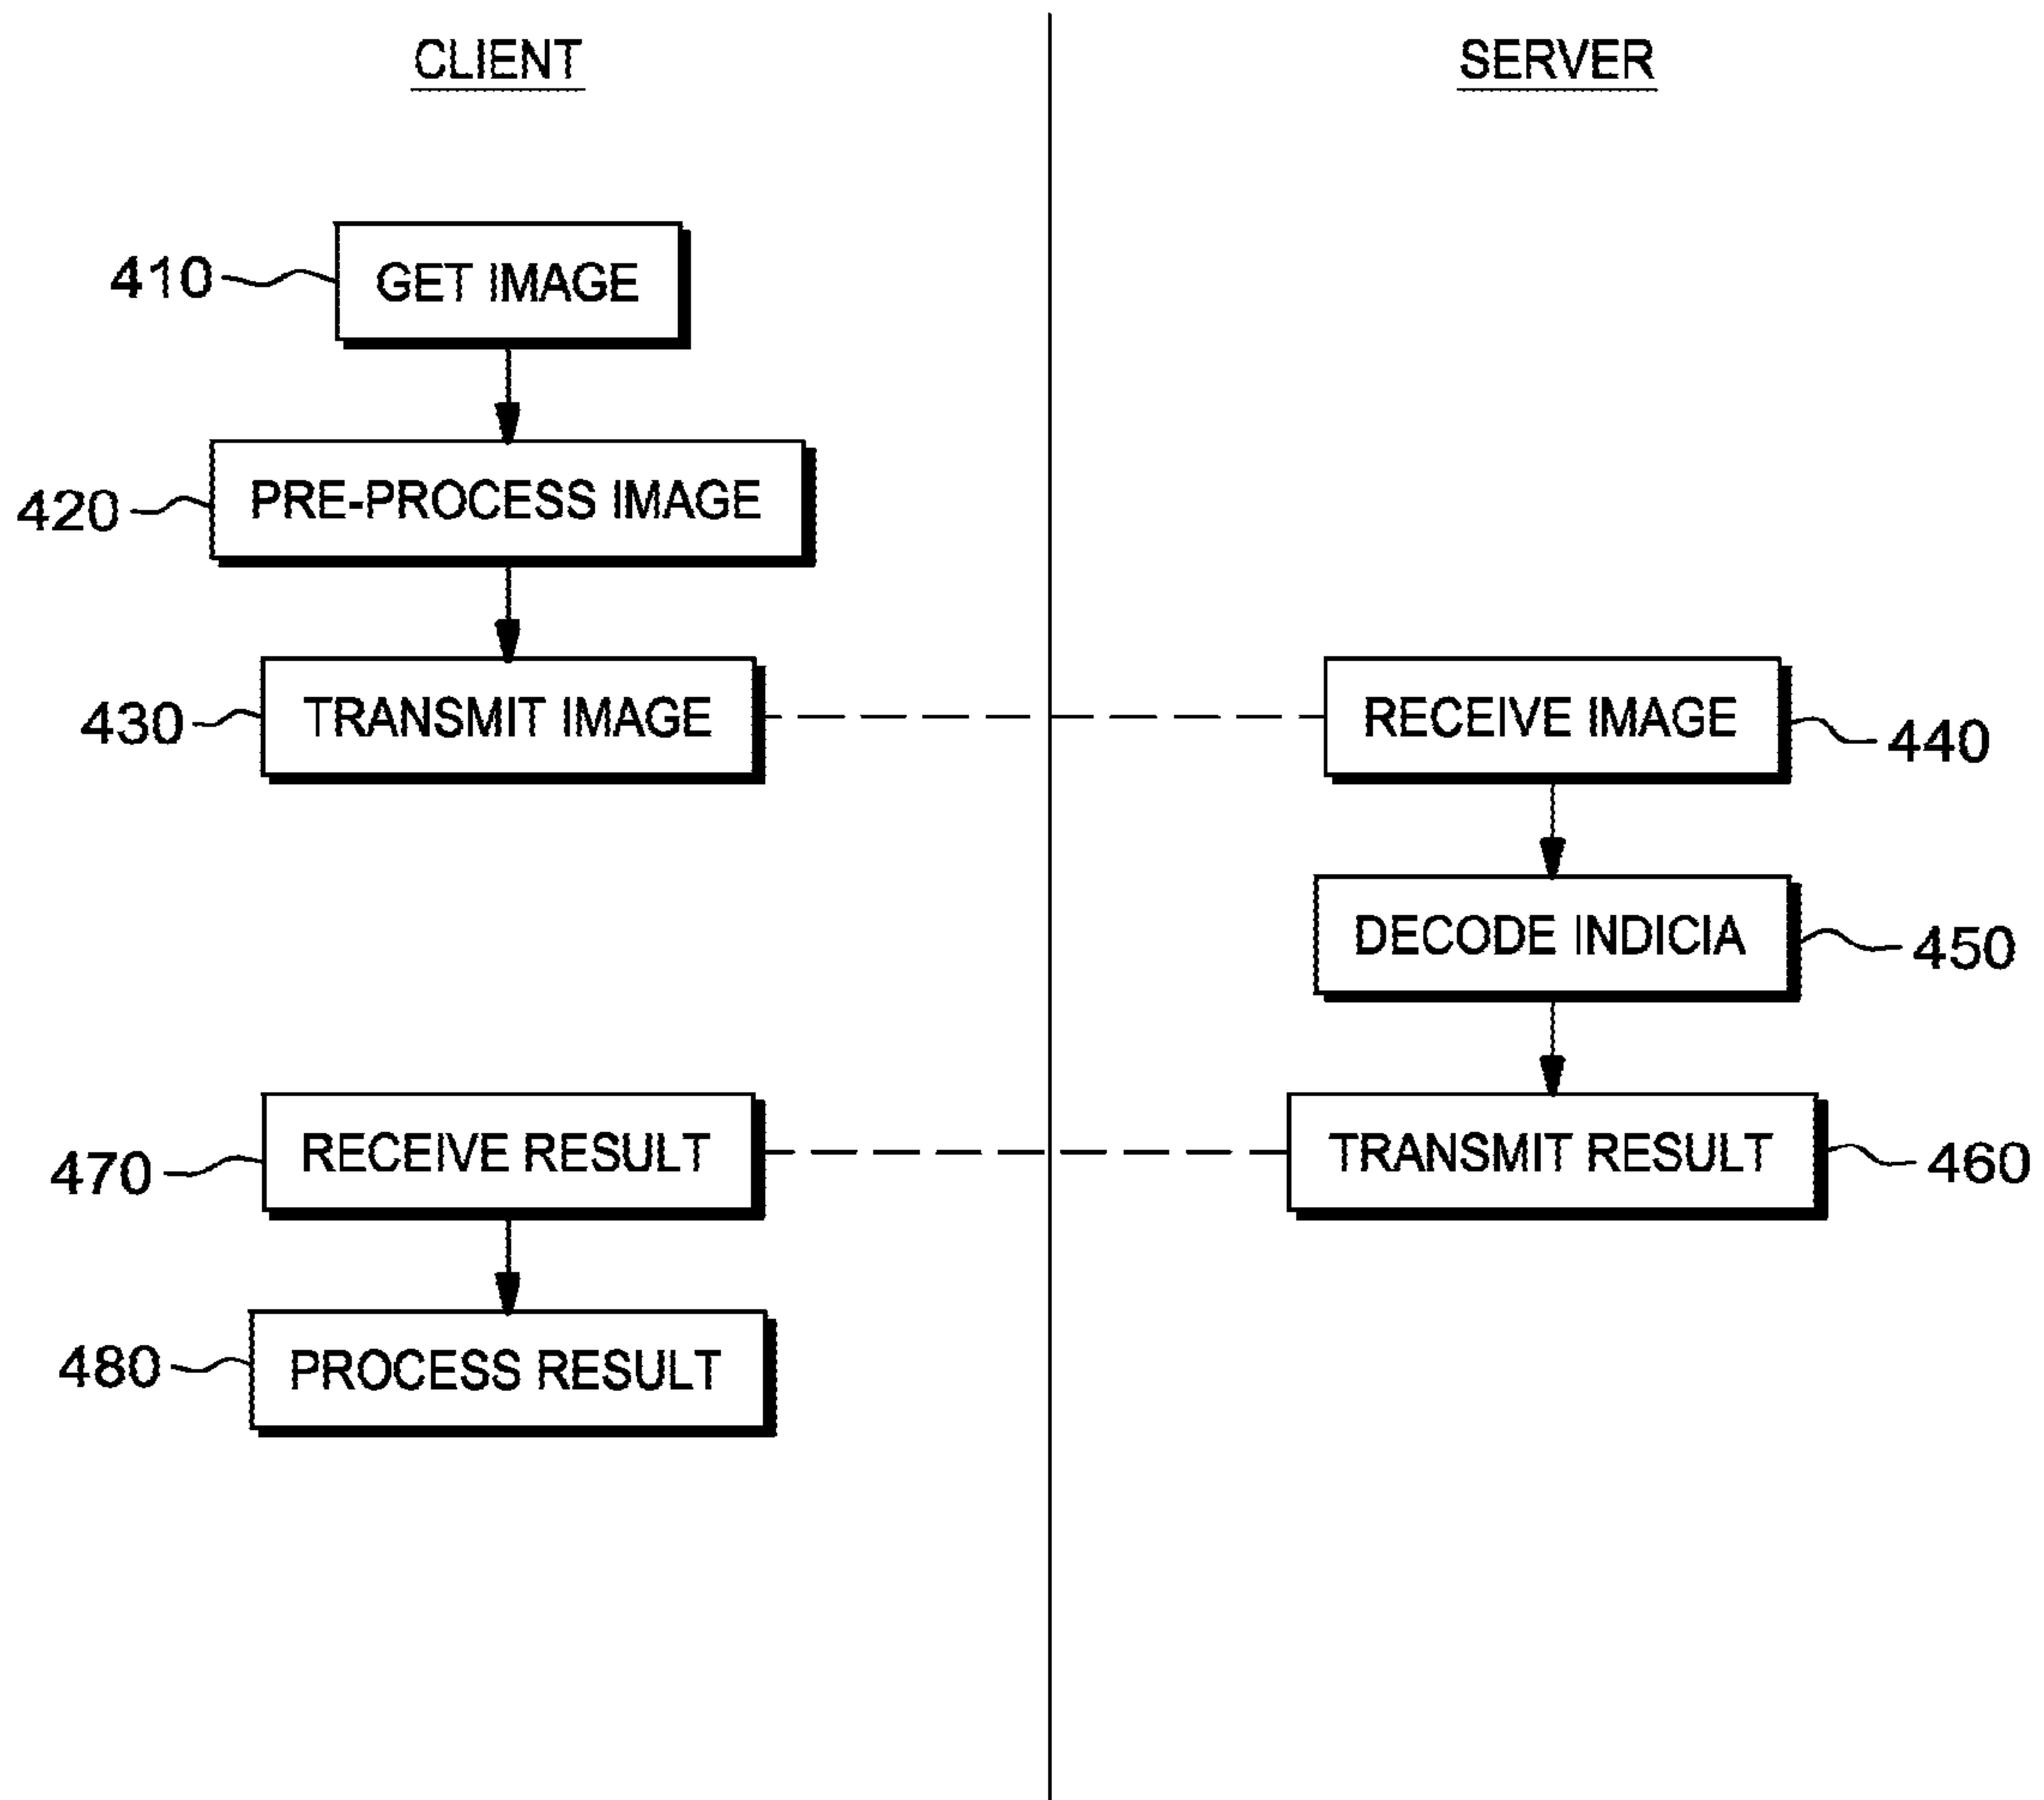 CLIENT
SERVER
410
GET IMAGE
420
PRE-PROCESS IMAGE
430
TRANSMIT IMAGE
RECEIVE IMAGE
440
DECODE INDICIA
450
470
RECEIVE RESULT
TRANSMIT RESULT
460
480
PROCESS RESULT